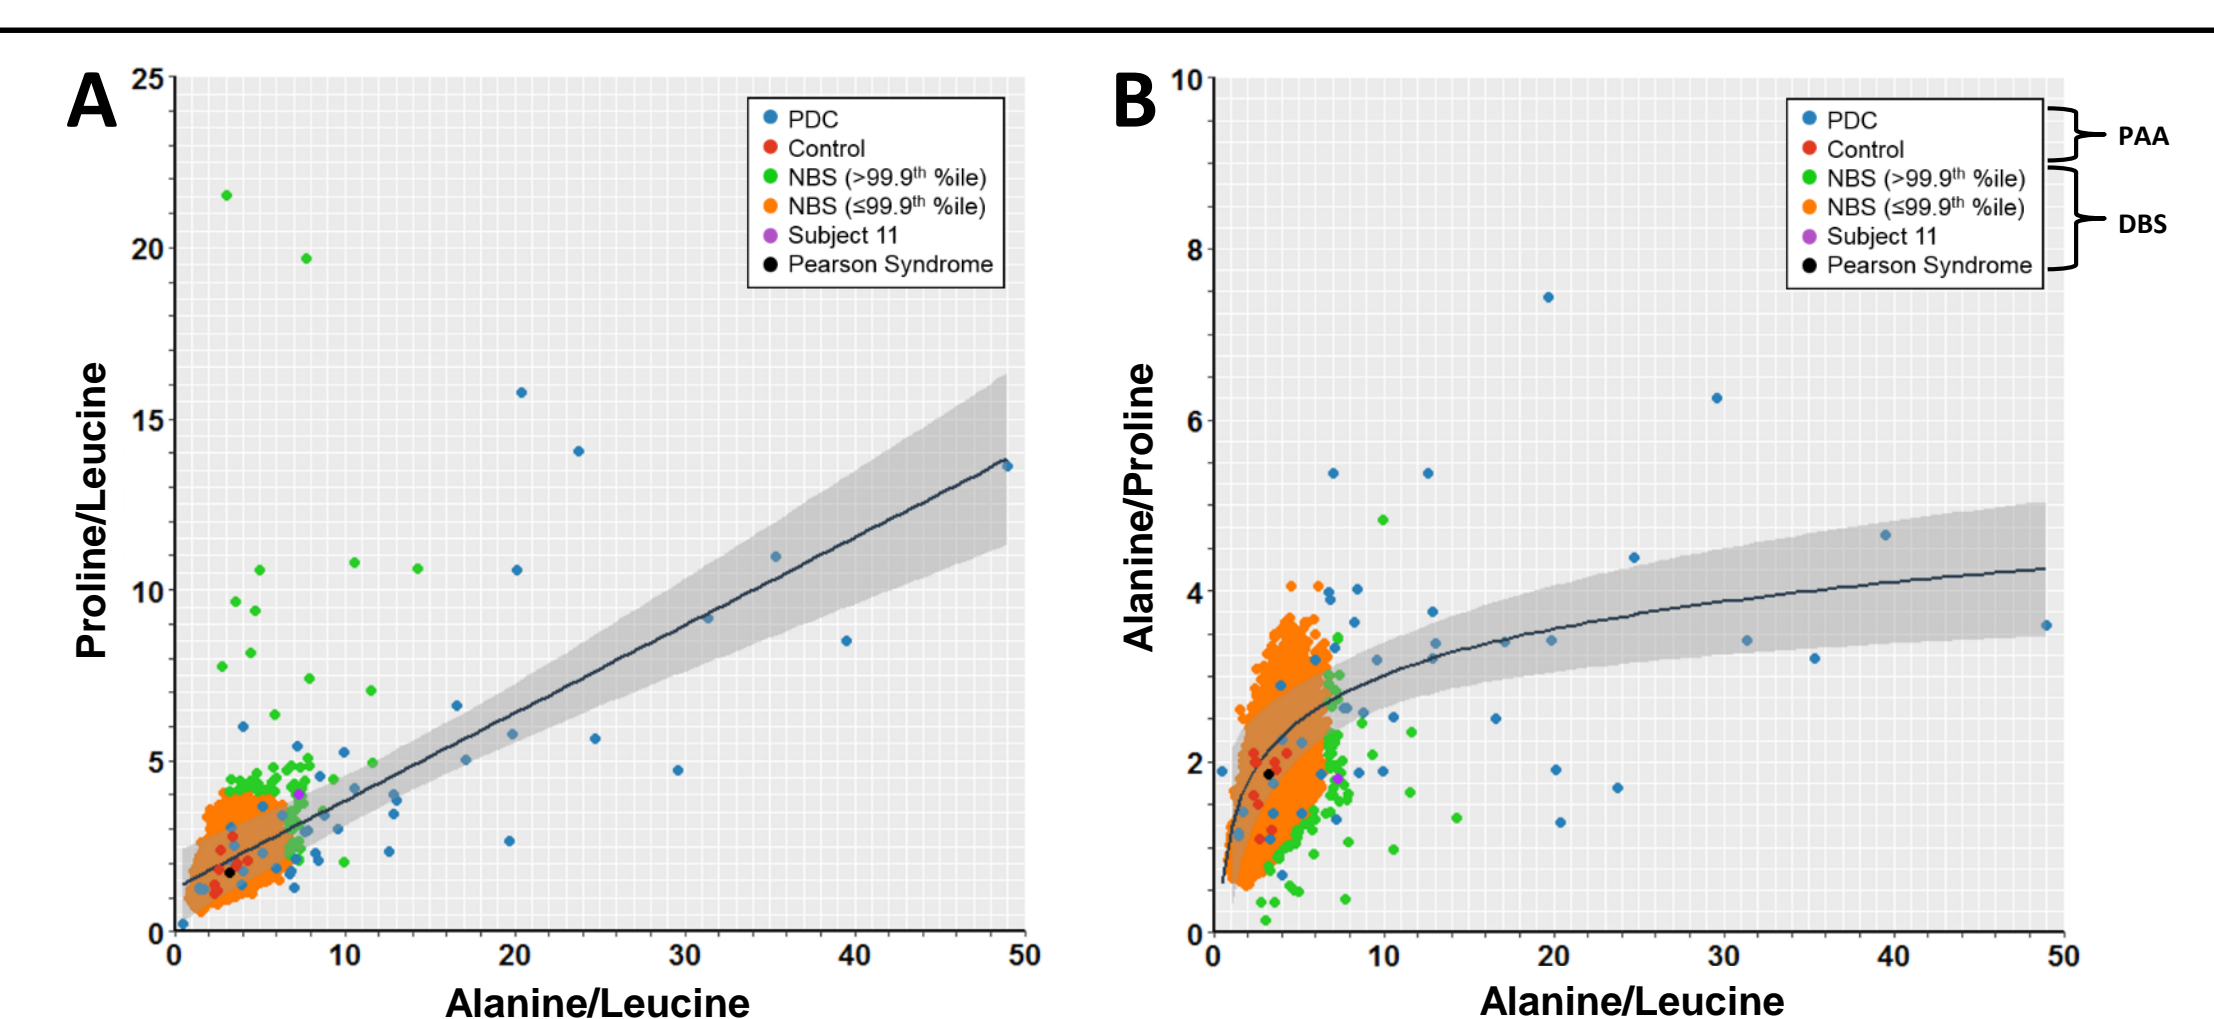 A
25
20
15
10
5
0
Proline/Leucine
PDC
Control
NBS (>99.9th %ile)
NBS (≤99.9th %ile)
Subject 11
Pearson Syndrome
0 10 20 30 40 50
Alanine/Leucine
B
10
8
6
4
2
0
Alanine/Proline
PDC
Control
NBS (>99.9th %ile)
NBS (≤99.9th %ile)
Subject 11
Pearson Syndrome
PAA
DBS
0 10 20 30 40 50
Alanine/Leucine